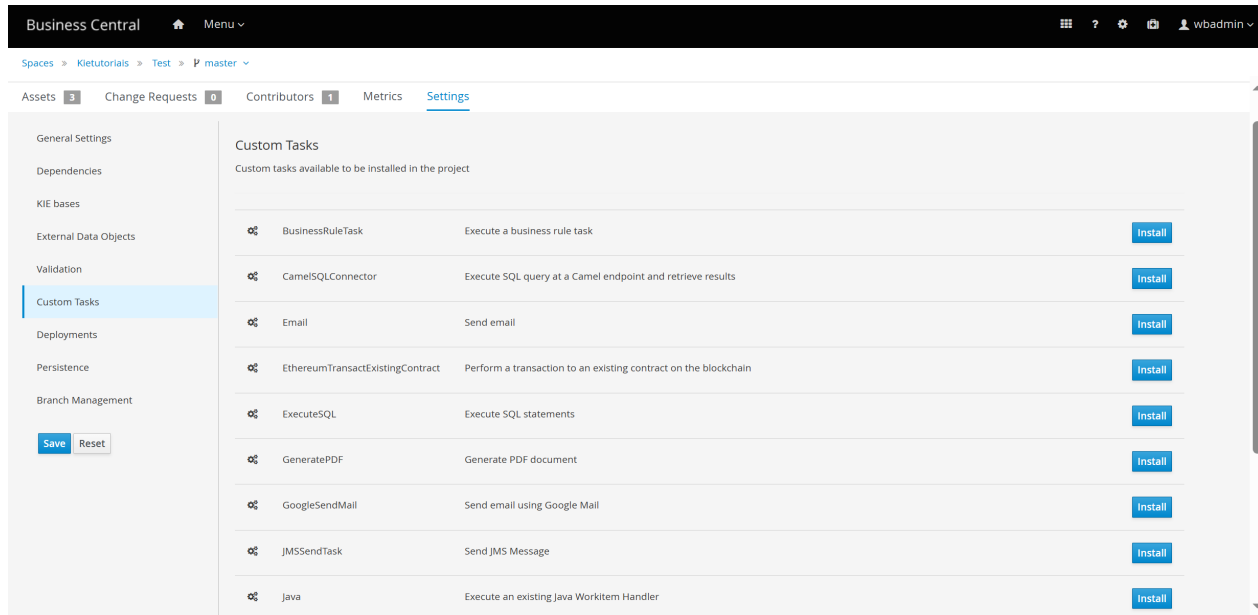 Business Central Menu ? wbadmin
Spaces » Kietutorials » Test » master
Assets 3 Change Requests 0 Contributors 1 Metrics Settings
General Settings
Dependencies
KIE bases
External Data Objects
Validation
Custom Tasks
Deployments
Persistence
Branch Management
Save Reset
Custom Tasks
Custom tasks available to be installed in the project
BusinessRuleTask Execute a business rule task Install
CamelSQLConnector Execute SQL query at a Camel endpoint and retrieve results Install
Email Send email Install
EthereumTransactExistingContract Perform a transaction to an existing contract on the blockchain Install
ExecuteSQL Execute SQL statements Install
GeneratePDF Generate PDF document Install
GoogleSendMail Send email using Google Mail Install
JMSSendTask Send JMS Message Install
Java Execute an existing Java Workitem Handler Install